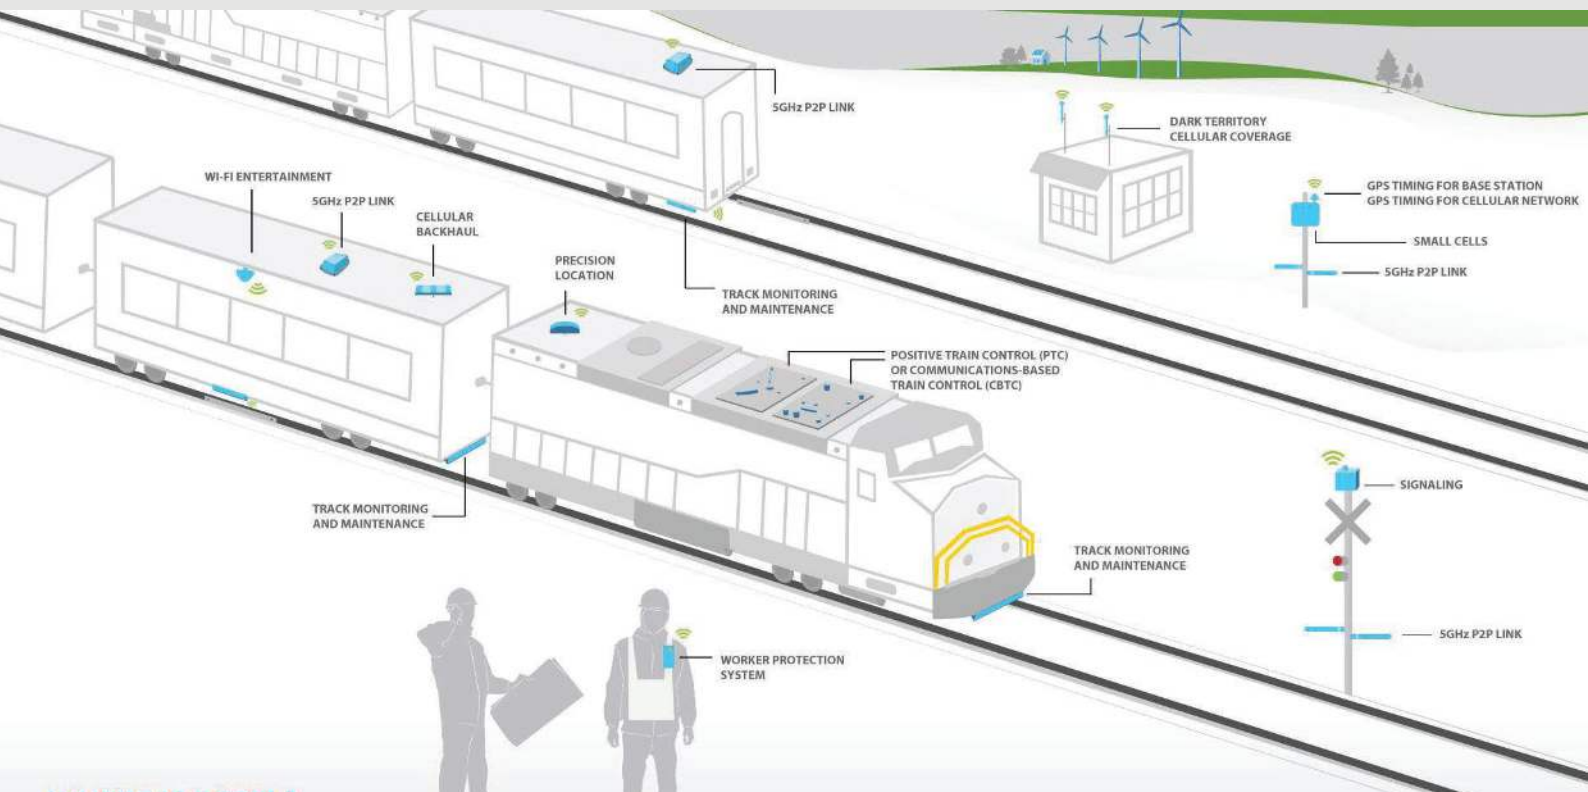 5GHz P2P LINK
DARK TERRITORY
CELLULAR COVERAGE
WI-FI ENTERTAINMENT
5GHz P2P LINK
CELLULAR
BACKHAUL
GPS TIMING FOR BASE STATION
GPS TIMING FOR CELLULAR NETWORK
SMALL CELLS
5GHz P2P LINK
PRECISION
LOCATION
TRACK MONITORING
AND MAINTENANCE
POSITIVE TRAIN CONTROL (PTC)
OR COMMUNICATIONS-BASED
TRAIN CONTROL (CBTC)
SIGNALING
TRACK MONITORING
AND MAINTENANCE
TRACK MONITORING
AND MAINTENANCE
5GHz P2P LINK
WORKER PROTECTION
SYSTEM